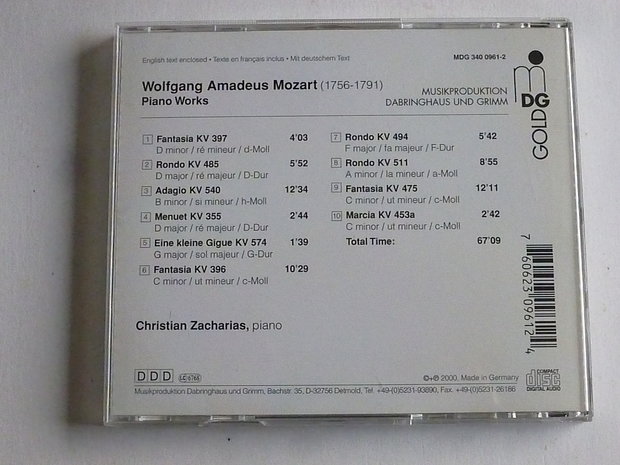 English text enclosed • Texte en français inclus • Mit deutschem Text
MDG 340 0961-2
Wolfgang Amadeus Mozart (1756-1791)
Piano Works
MUSIKPRODUKTION
DABRINGHAUS UND GRIMM
mDG
GOLD
1 Fantasia KV 397 4'03
D minor / ré mineur / d-Moll
2 Rondo KV 485 5'52
D major / ré majeur / D-Dur
3 Adagio KV 540 12'34
B minor / si mineur / h-Moll
4 Menuet KV 355 2'44
D major / ré majeur / D-Dur
5 Eine kleine Gigue KV 574 1'39
G major / sol majeur / G-Dur
6 Fantasia KV 396 10'29
C minor / ut mineur / c-Moll
7 Rondo KV 494 5'42
F major / fa majeur / F-Dur
8 Rondo KV 511 8'55
A minor / la mineur / a-Moll
9 Fantasia KV 475 12'11
C minor / ut mineur / c-Moll
10 Marcia KV 453a 2'42
C minor / ut mineur / c-Moll
Total Time: 67'09
7 60623 09612 4
Christian Zacharias, piano
DDD
LC 6768
©+℗ 2000, Made in Germany
COMPACT
disc
DIGITAL AUDIO
Musikproduktion Dabringhaus und Grimm, Bachstr. 35, D-32756 Detmold, Tel. +49-(0)5231-93890, Fax. +49-(0)5231-26186